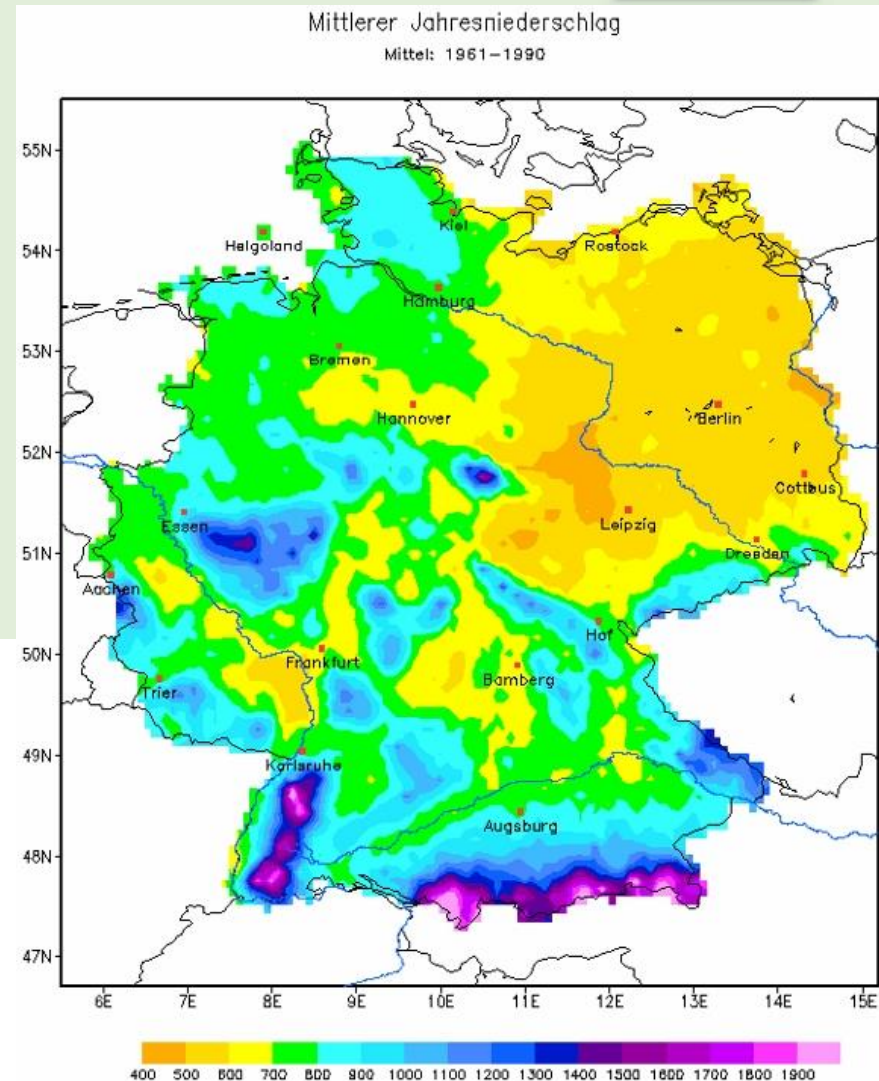 Mittlerer Jahresniederschlag
Mittel: 1961-1990
55N
54N
53N
52N
51N
50N
49N
48N
47N
Kiel
Helgoland
Rostock
Hamburg
Bremen
Hannover
Berlin
Cottbus
Essen
Leipzig
Dresden
Aachen
Hof
Frankfurt
Bamberg
Trier
Karlsruhe
Augsburg
6E 7E 8E 9E 10E 11E 12E 13E 14E 15E
400 500 600 700 800 900 1000 1100 1200 1300 1400 1500 1600 1700 1800 1900